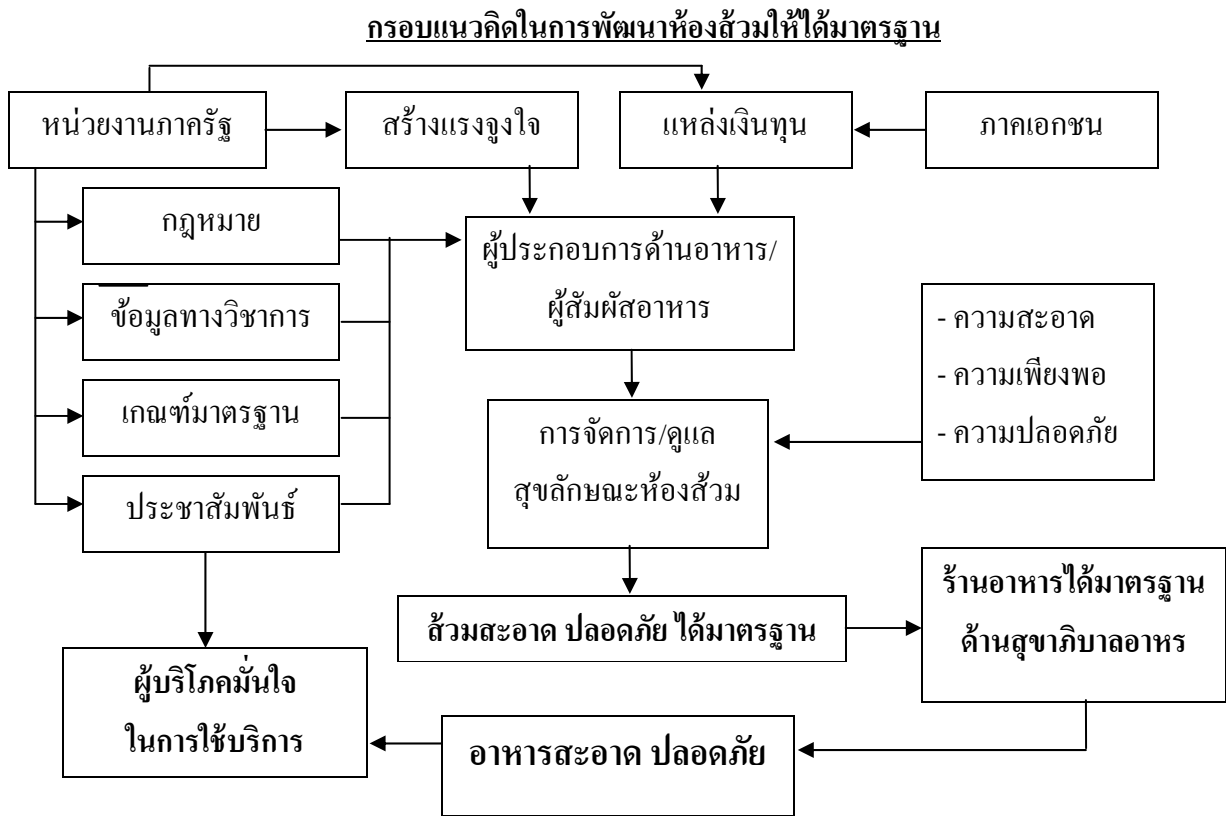 กรอบแนวคิดในการพัฒนาห้องส้วมให้ได้มาตรฐาน
หน่วยงานภาครัฐ
สร้างแรงจูงใจ
แหล่งเงินทุน
ภาคเอกชน
กฎหมาย
ข้อมูลทางวิชาการ
เกณฑ์มาตรฐาน
ประชาสัมพันธ์
ผู้ประกอบการด้านอาหาร/
ผู้สัมผัสอาหาร
- ความสะอาด
- ความเพียงพอ
- ความปลอดภัย
การจัดการ/ดูแล
สุขลักษณะห้องส้วม
ส้วมสะอาด ปลอดภัย ได้มาตรฐาน
ร้านอาหารได้มาตรฐาน
ด้านสุขาภิบาลอาหร
ผู้บริโภคมั่นใจ
ในการใช้บริการ
อาหารสะอาด ปลอดภัย